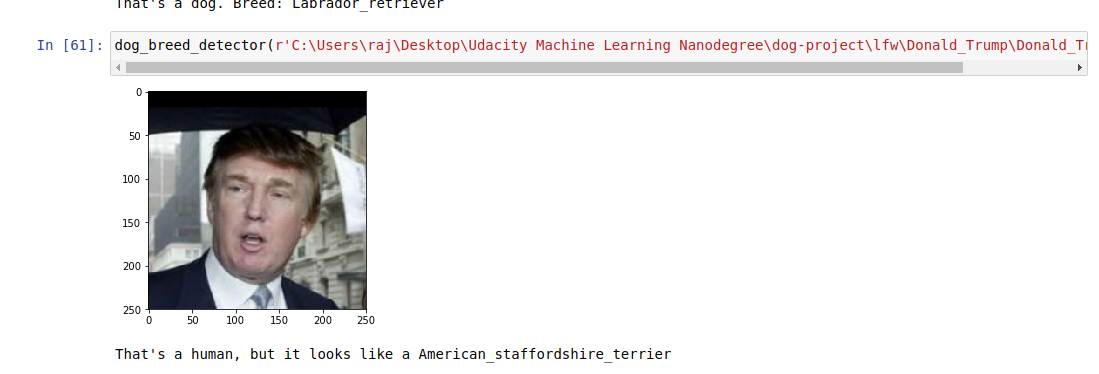 That's a dog. Breed: Labrador_retriever
In [61]: dog_breed_detector(r'C:\Users\raj\Desktop\Udacity Machine Learning Nanodegree\dog-project\lfw\Donald_Trump\Donald_Tr
0
50
100
150
200
250
0 50 100 150 200 250
That's a human, but it looks like a American_staffordshire_terrier